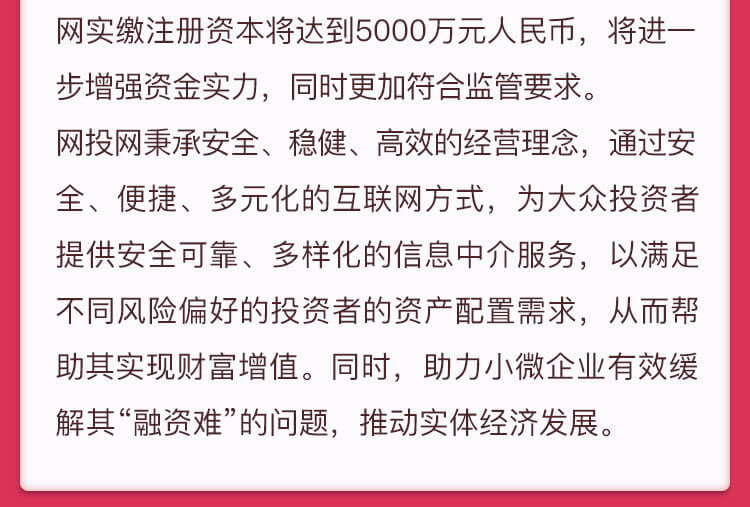 网实缴注册资本将达到5000万元人民币，将进一
步增强资金实力，同时更加符合监管要求。
网投网秉承安全、稳健、高效的经营理念，通过安
全、便捷、多元化的互联网方式，为大众投资者
提供安全可靠、多样化的信息中介服务，以满足
不同风险偏好的投资者的资产配置需求，从而帮
助其实现财富增值。同时，助力小微企业有效缓
解其“融资难”的问题，推动实体经济发展。